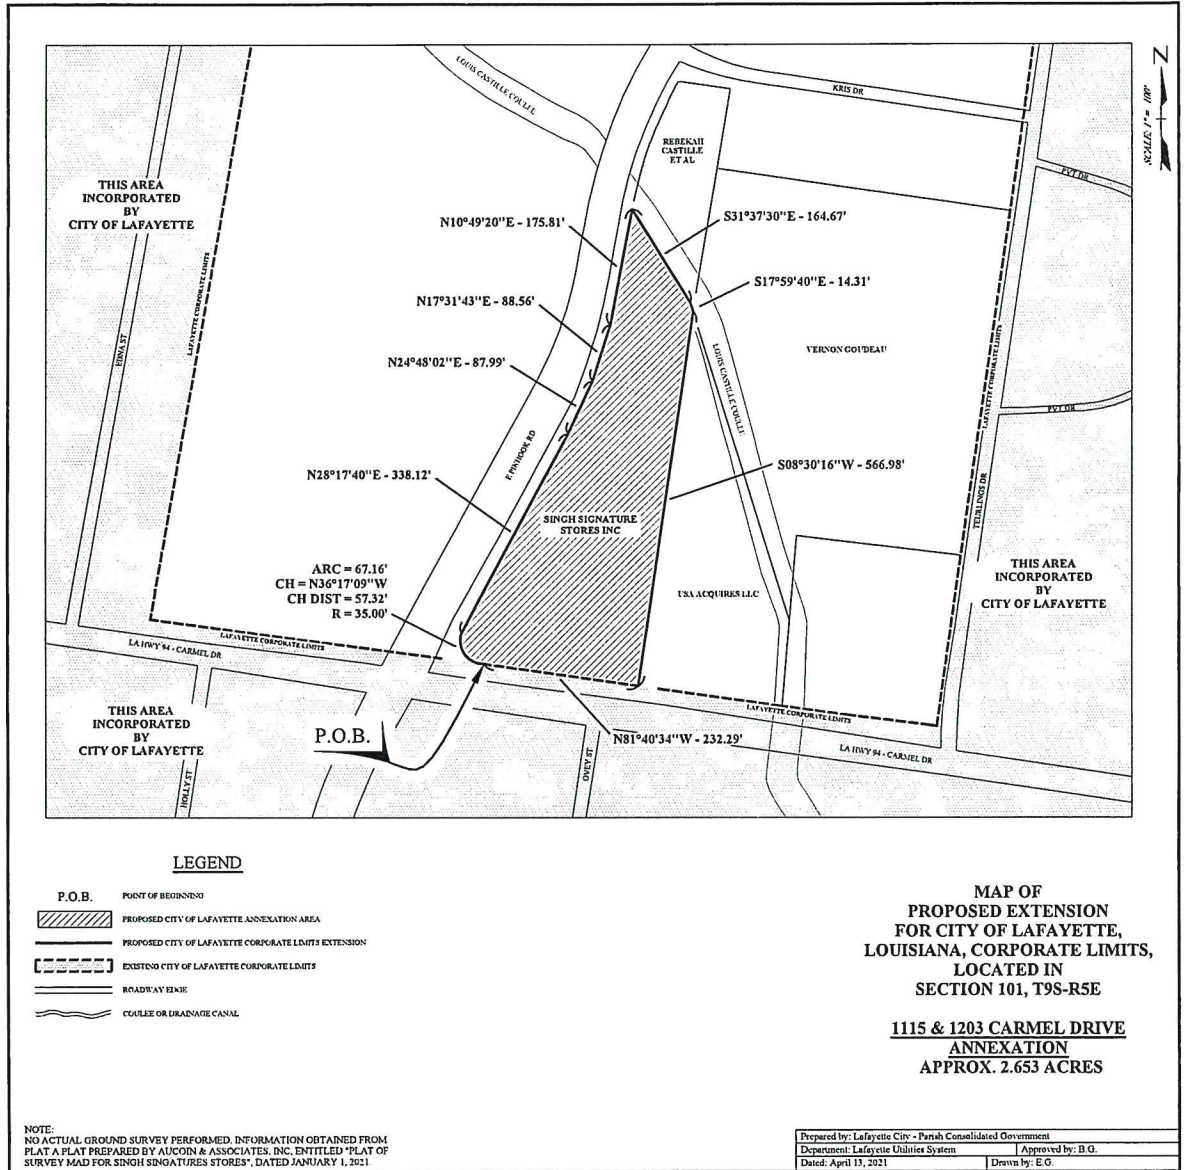 LOUIS CASTILLE COULEE
KRIS DR
N
SCALE: 1" = 100'
REBEKAH
CASTILLE
ET AL
PVT DR
THIS AREA
INCORPORATED
BY
CITY OF LAFAYETTE
N10°49'20"E - 175.81'
S31°37'30"E - 164.67'
LAFAYETTE CORPORATE LIMITS
S17°59'40"E - 14.31'
N17°31'43"E - 88.56'
EDNA ST
VERNON GOUDEAU
LAFAYETTE CORPORATE LIMITS
LOUIS CASTILLE COULEE
N24°48'02"E - 87.99'
PVT DR
E PINHOOK RD
S08°30'16"W - 566.98'
N28°17'40"E - 338.12'
TEURLINGS DR
SINGH SIGNATURE
STORES INC
ARC = 67.16'
CH = N36°17'09"W
CH DIST = 57.32'
R = 35.00'
USA ACQUIRES LLC
THIS AREA
INCORPORATED
BY
CITY OF LAFAYETTE
LAFAYETTE CORPORATE LIMITS
LA HWY 94 - CARMEL DR
THIS AREA
INCORPORATED
BY
CITY OF LAFAYETTE
P.O.B.
LAFAYETTE CORPORATE LIMITS
N81°40'34"W - 232.29'
LA HWY 94 - CARMEL DR
HOLLY ST
OVEY ST
LEGEND
P.O.B. POINT OF BEGINNING
PROPOSED CITY OF LAFAYETTE ANNEXATION AREA
PROPOSED CITY OF LAFAYETTE CORPORATE LIMITS EXTENSION
EXISTING CITY OF LAFAYETTE CORPORATE LIMITS
ROADWAY EDGE
COULEE OR DRAINAGE CANAL
MAP OF
PROPOSED EXTENSION
FOR CITY OF LAFAYETTE,
LOUISIANA, CORPORATE LIMITS,
LOCATED IN
SECTION 101, T9S-R5E
1115 & 1203 CARMEL DRIVE
ANNEXATION
APPROX. 2.653 ACRES
NOTE:
NO ACTUAL GROUND SURVEY PERFORMED. INFORMATION OBTAINED FROM
PLAT A PLAT PREPARED BY AUCOIN & ASSOCIATES, INC, ENTITLED "PLAT OF
SURVEY MAD FOR SINGH SINGATURES STORES", DATED JANUARY 1, 2021.
Prepared by: Lafayette City - Parish Consolidated Government
Department: Lafayette Utilities System Approved by: B.G.
Dated: April 13, 2021 Drawn by: E.G.